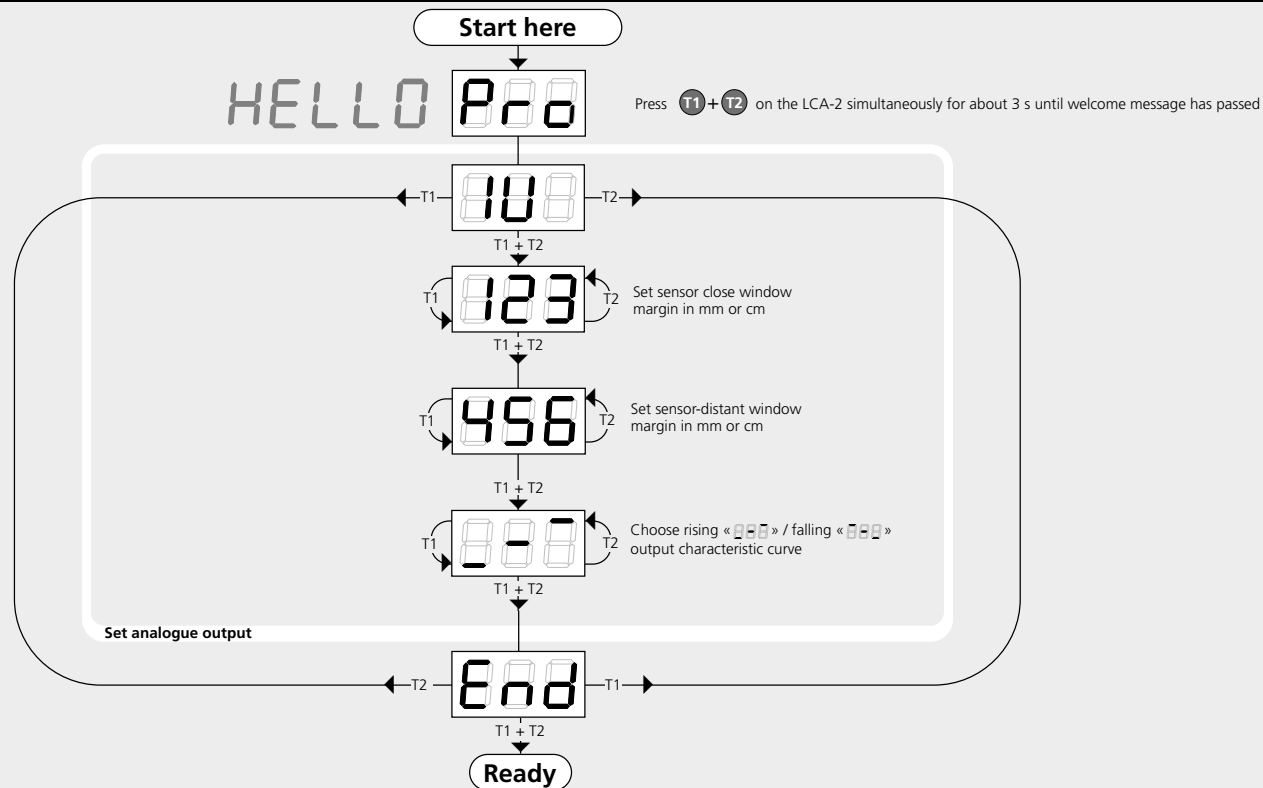 Start here
HELLO Pro
Press T1 + T2 on the LCA-2 simultaneously for about 3 s until welcome message has passed
T1 1U T2
T1 + T2
T1 123 T2
Set sensor close window
margin in mm or cm
T1 + T2
T1 456 T2
Set sensor-distant window
margin in mm or cm
T1 + T2
T1 _-¯ T2
Choose rising « _-¯ » / falling « ¯-_ »
output characteristic curve
T1 + T2
Set analogue output
T2 End T1
T1 + T2
Ready